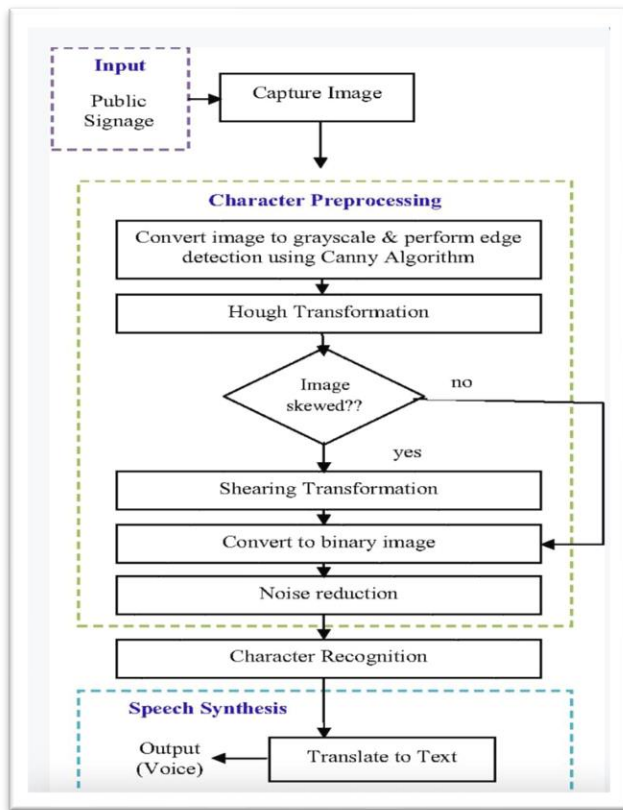 Input
Public
Signage
Capture Image
Character Preprocessing
Convert image to grayscale & perform edge
detection using Canny Algorithm
Hough Transformation
Image
skewed??
no
yes
Shearing Transformation
Convert to binary image
Noise reduction
Character Recognition
Speech Synthesis
Output
(Voice)
Translate to Text